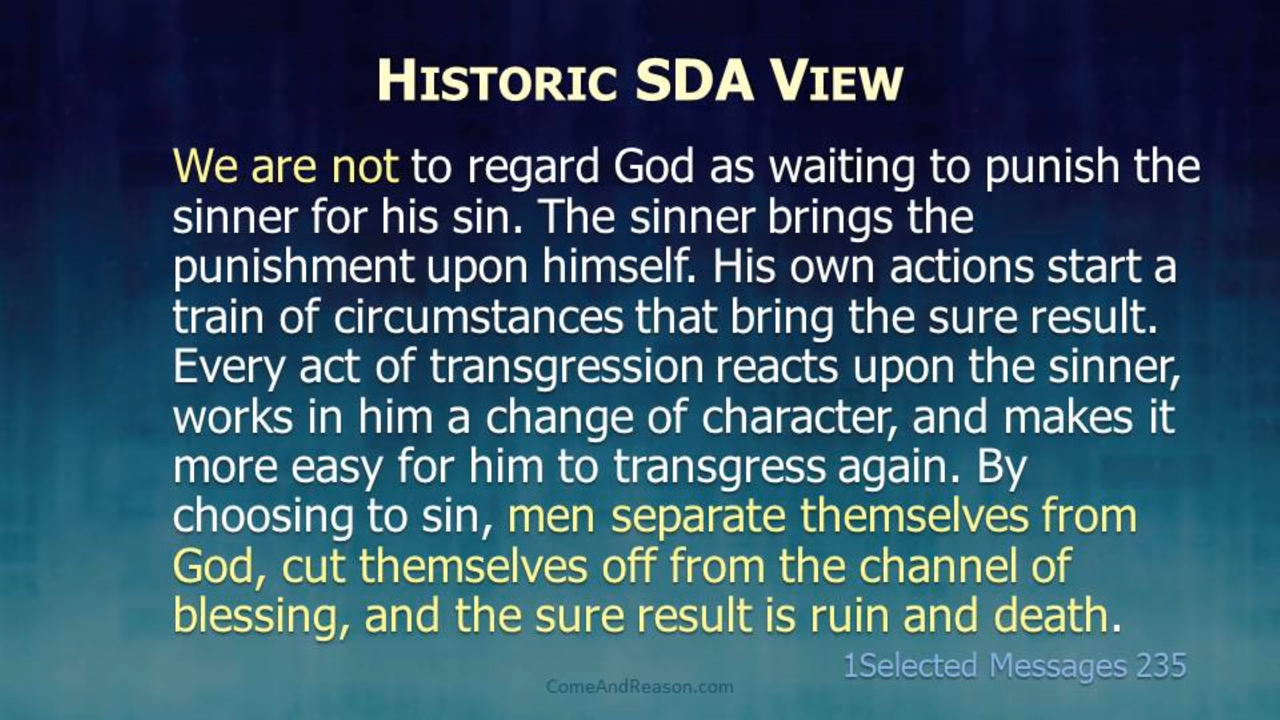 HISTORIC SDA VIEW
We are not to regard God as waiting to punish the
sinner for his sin. The sinner brings the
punishment upon himself. His own actions start a
train of circumstances that bring the sure result.
Every act of transgression reacts upon the sinner,
works in him a change of character, and makes it
more easy for him to transgress again. By
choosing to sin, men separate themselves from
God, cut themselves off from the channel of
blessing, and the sure result is ruin and death.
1Selected Messages 235
ComeAndReason.com